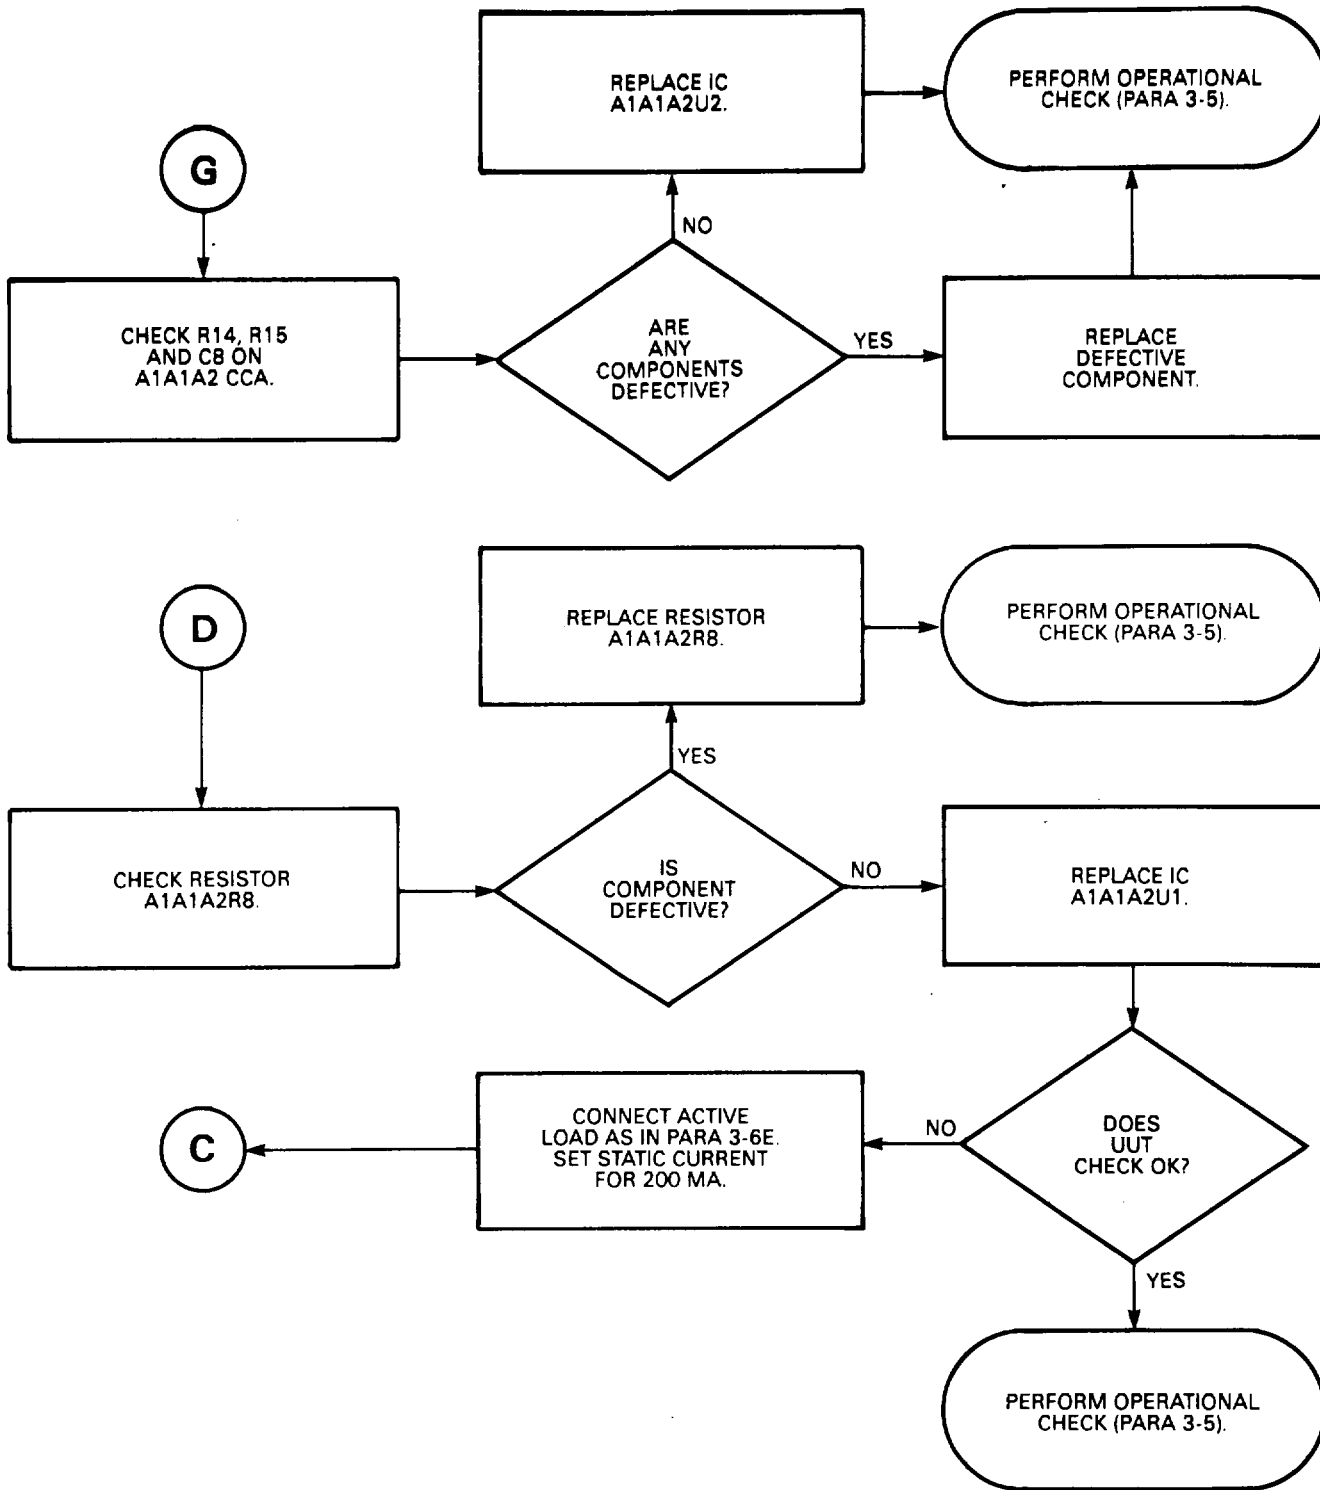 REPLACE IC
A1A1A2U2.
PERFORM OPERATIONAL
CHECK (PARA 3-5).
G
NO
CHECK R14, R15
AND C8 ON
A1A1A2 CCA.
ARE
ANY
COMPONENTS
DEFECTIVE?
YES
REPLACE
DEFECTIVE
COMPONENT.
D
REPLACE RESISTOR
A1A1A2R8.
PERFORM OPERATIONAL
CHECK (PARA 3-5).
YES
CHECK RESISTOR
A1A1A2R8.
IS
COMPONENT
DEFECTIVE?
NO
REPLACE IC
A1A1A2U1.
C
CONNECT ACTIVE
LOAD AS IN PARA 3-6E.
SET STATIC CURRENT
FOR 200 MA.
NO
DOES
UUT
CHECK OK?
YES
PERFORM OPERATIONAL
CHECK (PARA 3-5).